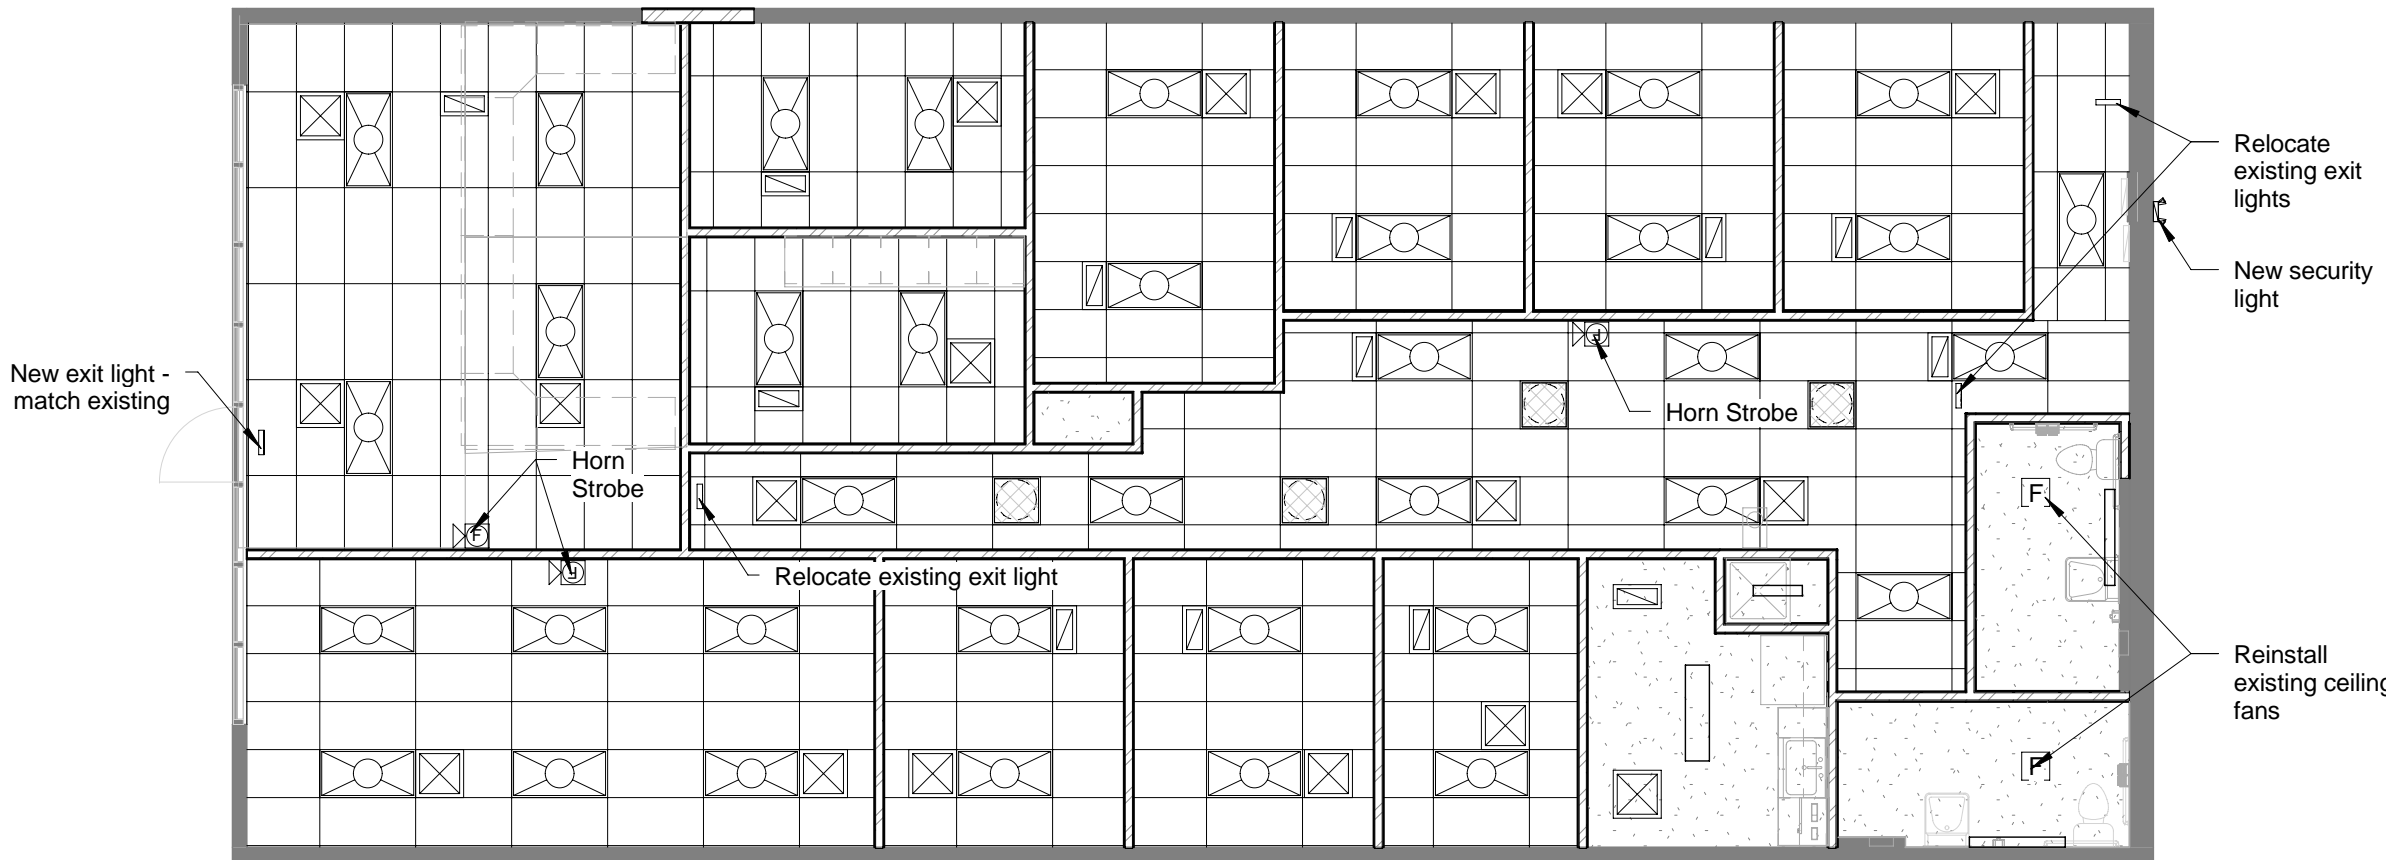 Relocate
existing exit
lights
New security
light
New exit light -
match existing
Horn Strobe
Horn
Strobe
F
F
F
F
Relocate existing exit light
F
Reinstall
existing ceiling
fans
F